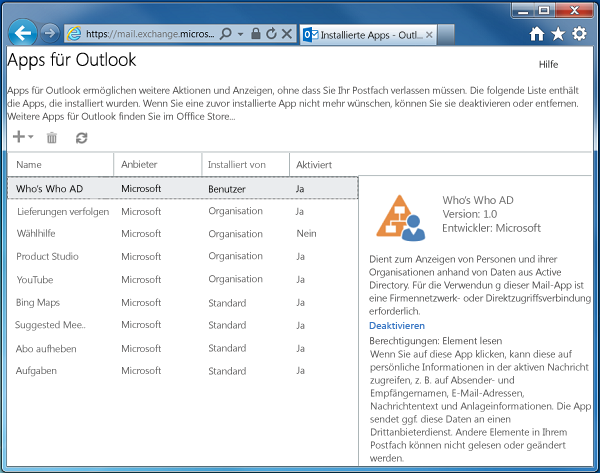 https://mail.exchange.micros...
Installierte Apps - Outl...
Apps für Outlook
Hilfe
Apps für Outlook ermöglichen weitere Aktionen und Anzeigen, ohne dass Sie Ihr Postfach verlassen müssen. Die folgende Liste enthält
die Apps, die installiert wurden. Wenn Sie eine zuvor installierte App nicht mehr wünschen, können Sie sie deaktivieren oder entfernen.
Weitere Apps für Outlook finden Sie im Office Store...
Name Anbieter Installiert von Aktiviert
Who's Who AD Microsoft Benutzer Ja
Lieferungen verfolgen Microsoft Organisation Ja
Wählhilfe Microsoft Organisation Nein
Product Studio Microsoft Organisation Ja
YouTube Microsoft Organisation Ja
Bing Maps Microsoft Standard Ja
Suggested Mee.. Microsoft Standard Ja
Abo aufheben Microsoft Standard Ja
Aufgaben Microsoft Standard Ja
Who's Who AD
Version: 1.0
Entwickler: Microsoft
Dient zum Anzeigen von Personen und ihrer
Organisationen anhand von Daten aus Active
Directory. Für die Verwendun g dieser Mail-App ist
eine Firmennetzwerk- oder Direktzugriffsverbindung
erforderlich.
Deaktivieren
Berechtigungen: Element lesen
Wenn Sie auf diese App klicken, kann diese auf
persönliche Informationen in der aktiven Nachricht
zugreifen, z. B. auf Absender- und
Empfängernamen, E-Mail-Adressen,
Nachrichtentext und Anlageinformationen. Die App
sendet ggf. diese Daten an einen
Drittanbieterdienst. Andere Elemente in Ihrem
Postfach können nicht gelesen oder geändert
werden.